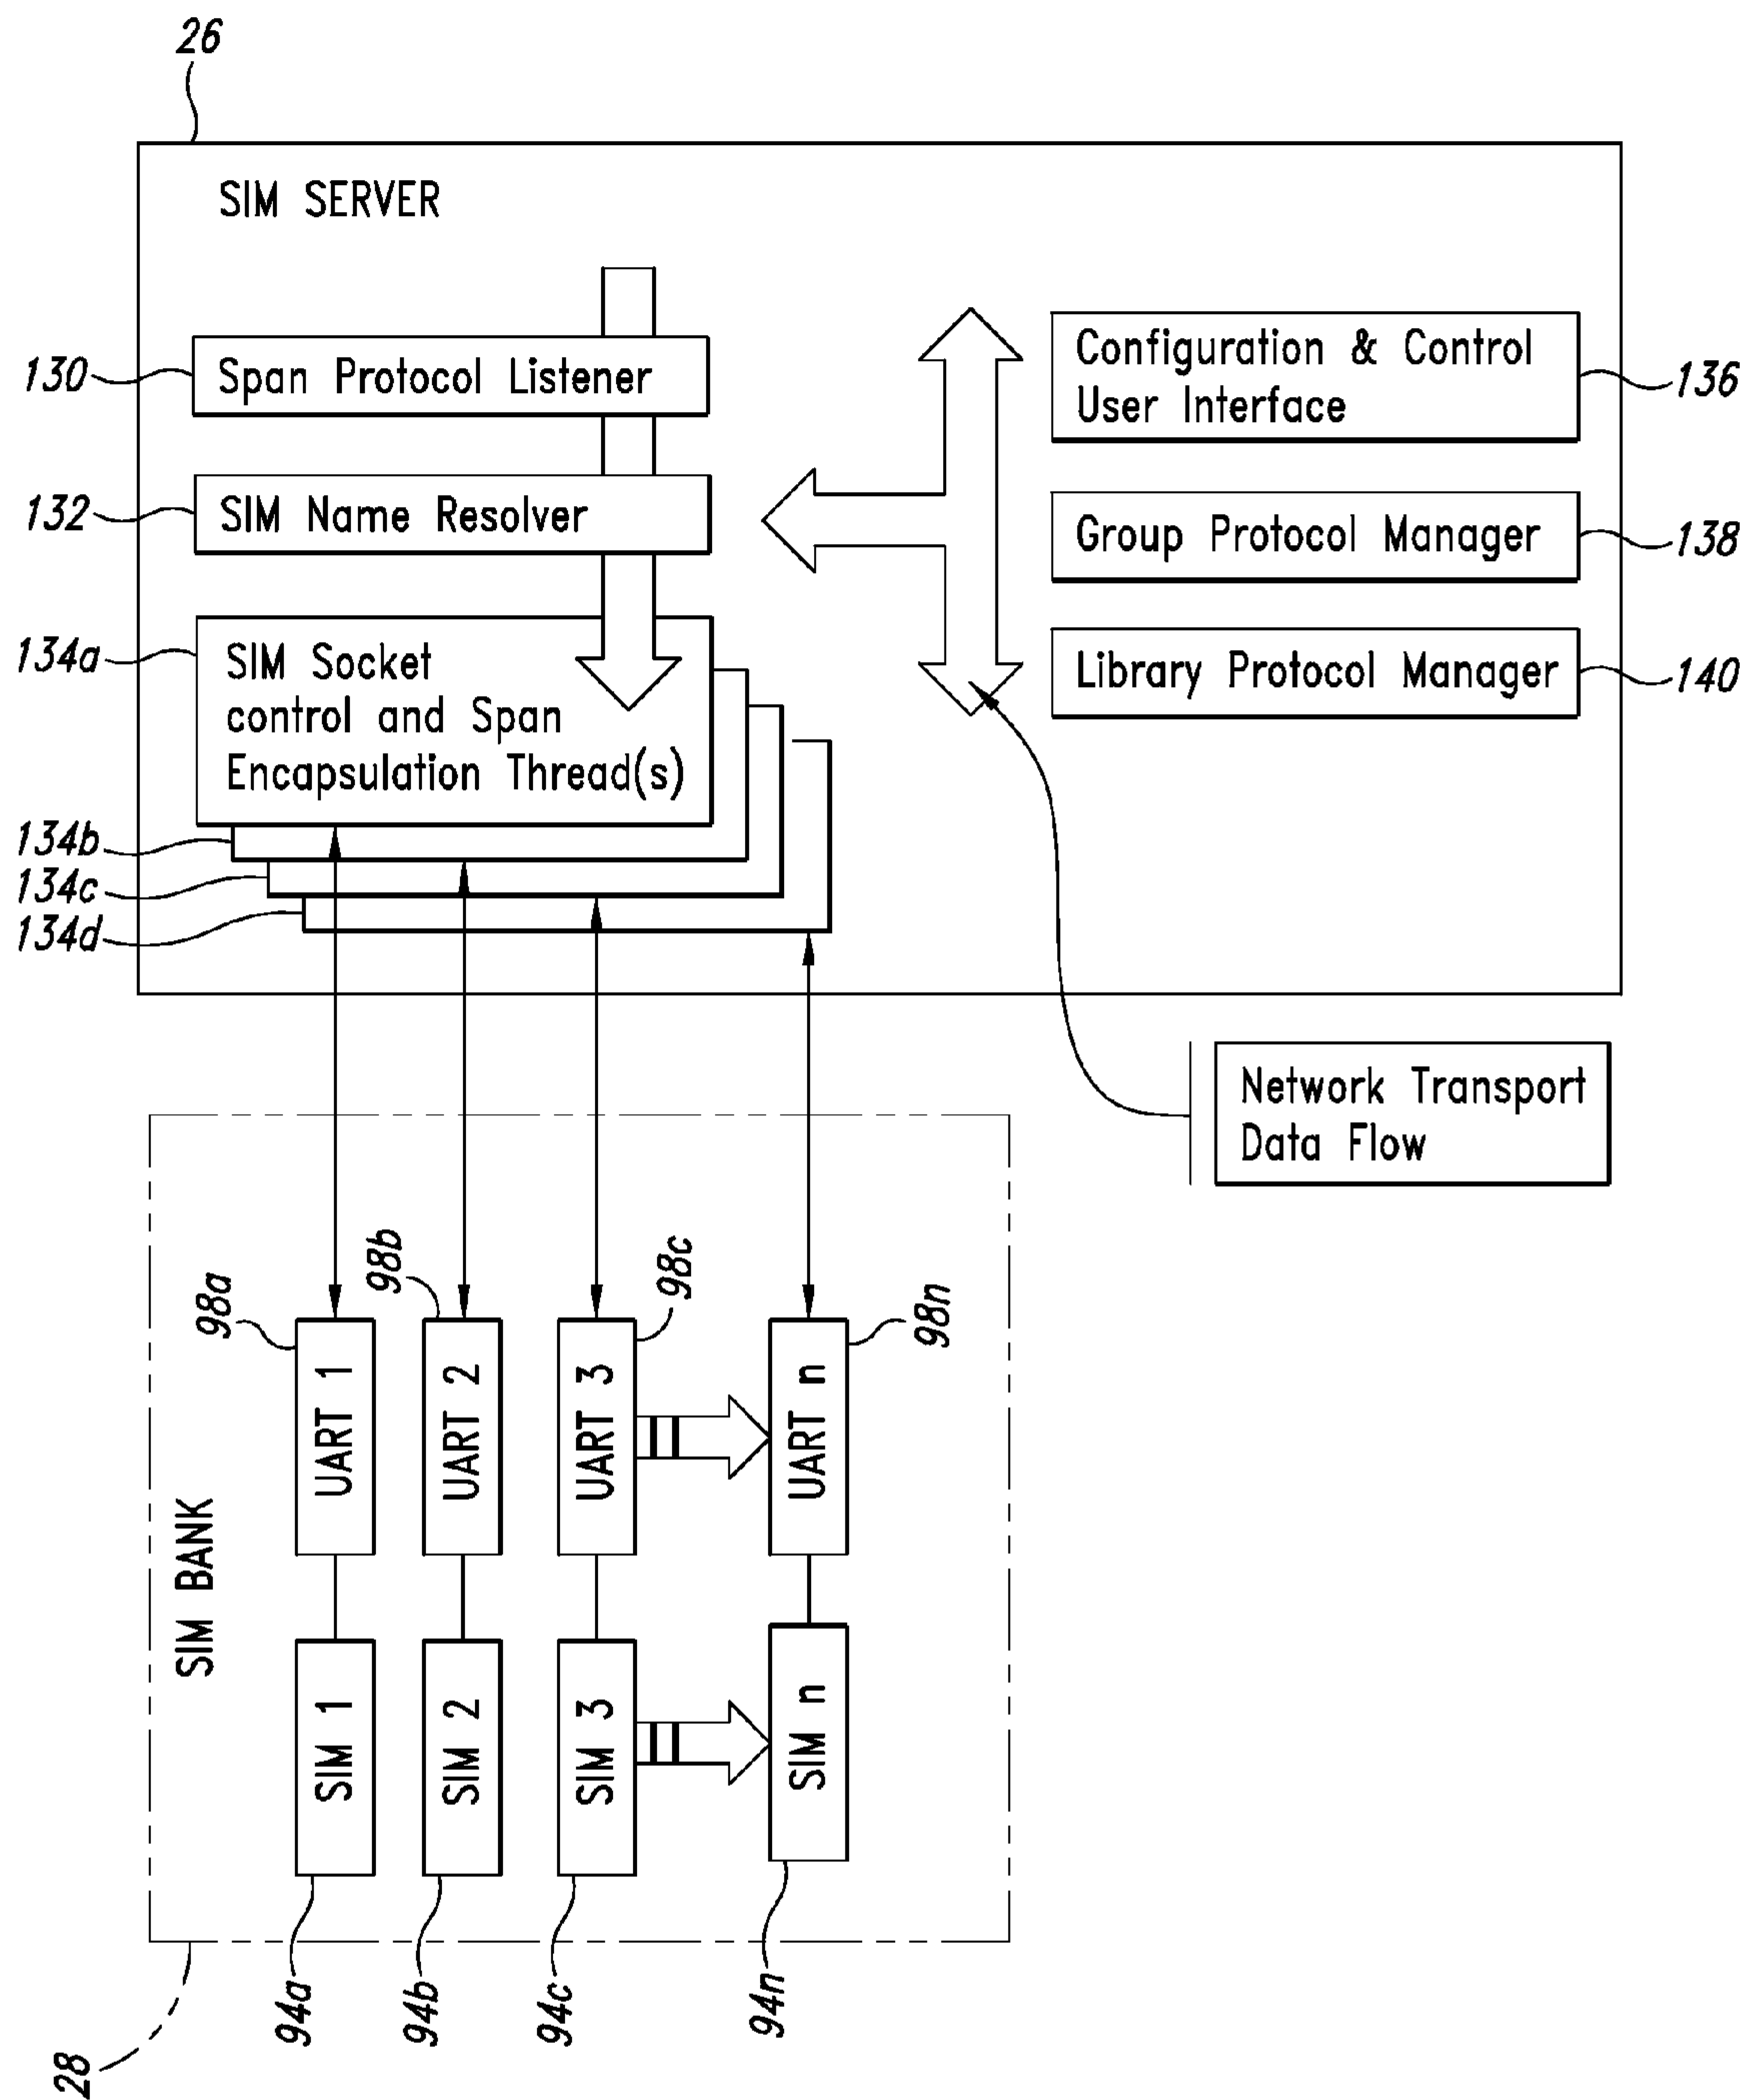 26
SIM SERVER
130
Span Protocol Listener
132
SIM Name Resolver
134a
SIM Socket
control and Span
Encapsulation Thread(s)
134b
134c
134d
Configuration & Control
User Interface
136
Group Protocol Manager
138
Library Protocol Manager
140
Network Transport
Data Flow
SIM BANK
98a
98b
98c
98n
UART 1
UART 2
UART 3
UART n
SIM 1
SIM 2
SIM 3
SIM n
94a
94b
94c
94n
28